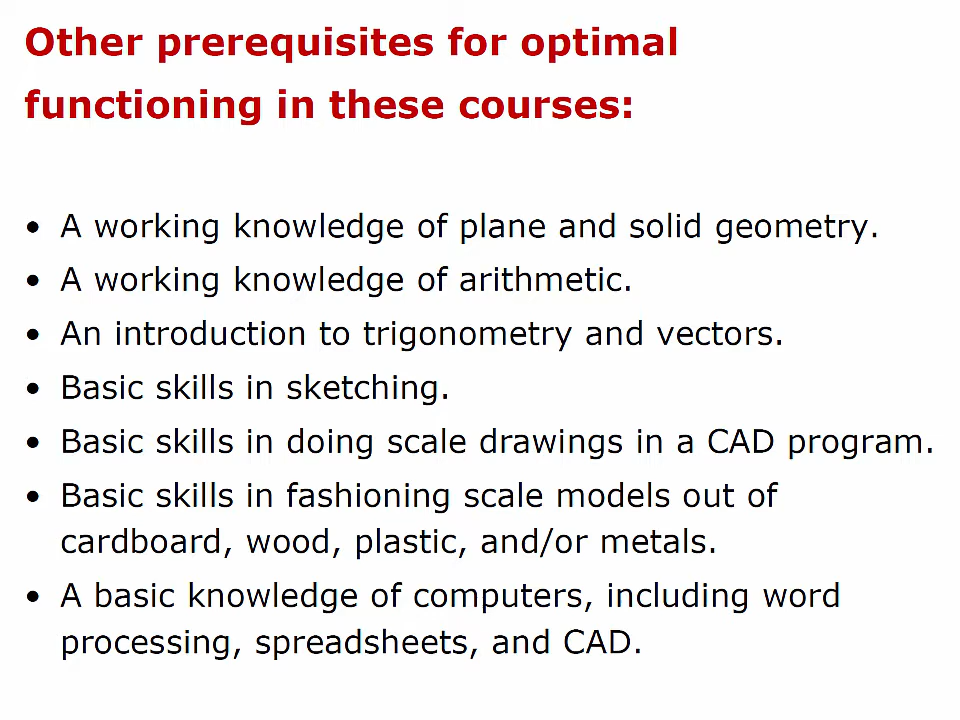 Other prerequisites for optimal
functioning in these courses:
• A working knowledge of plane and solid geometry.
• A working knowledge of arithmetic.
• An introduction to trigonometry and vectors.
• Basic skills in sketching.
• Basic skills in doing scale drawings in a CAD program.
• Basic skills in fashioning scale models out of
cardboard, wood, plastic, and/or metals.
• A basic knowledge of computers, including word
processing, spreadsheets, and CAD.